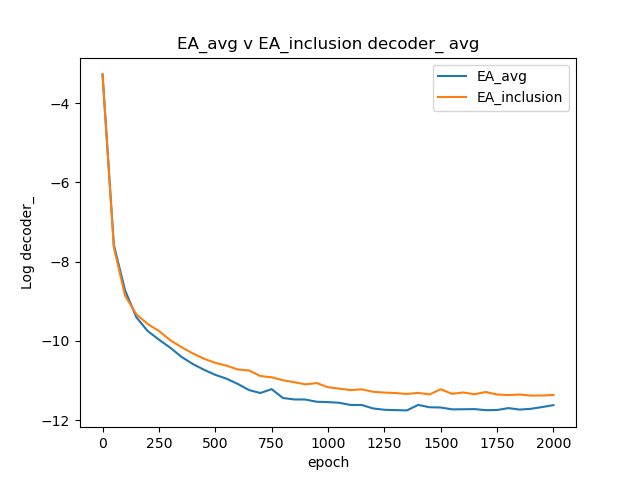 EA_avg v EA_inclusion decoder_ avg
EA_avg
EA_inclusion
Log decoder_
−4
−6
−8
−10
−12
0 250 500 750 1000 1250 1500 1750 2000
epoch